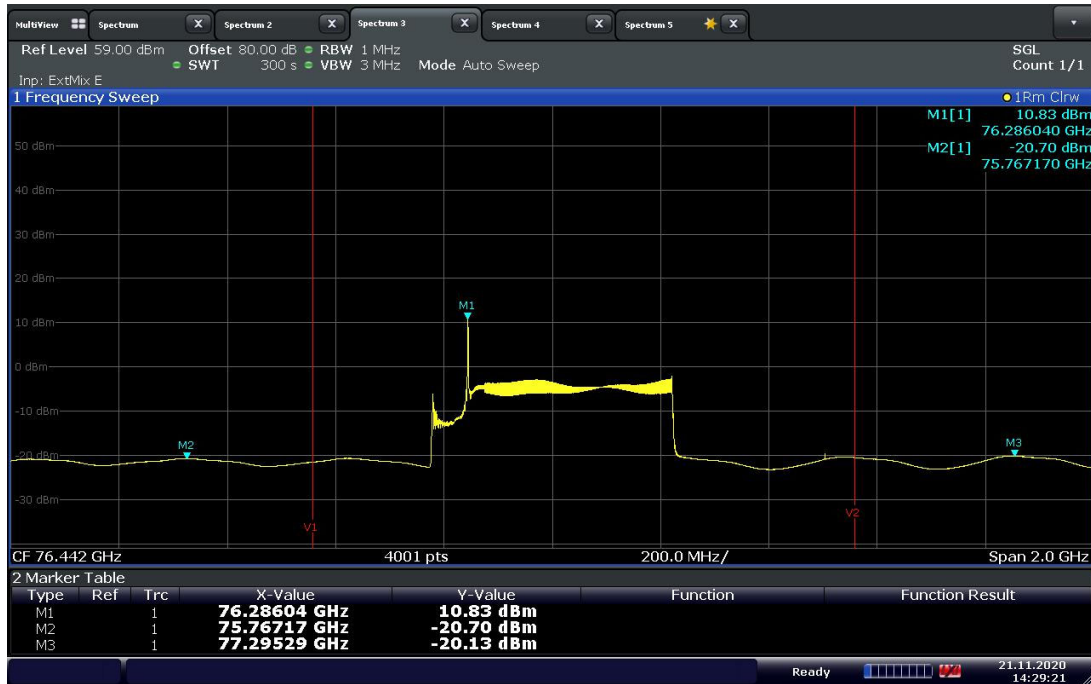 MultiView Spectrum X Spectrum 2 X Spectrum 3 X Spectrum 4 X Spectrum 5 X
Ref Level 59.00 dBm Offset 80.00 dB RBW 1 MHz SGL
SWT 300 s VBW 3 MHz Mode Auto Sweep Count 1/1
Inp: ExtMix E
1 Frequency Sweep 1Rm Clrw
M1[1] 10.83 dBm
76.286040 GHz
50 dBm M2[1] -20.70 dBm
75.767170 GHz
40 dBm
30 dBm
20 dBm
M1
10 dBm
0 dBm
-10 dBm
M2 M3
-20 dBm
-30 dBm
V1 V2
CF 76.442 GHz 4001 pts 200.0 MHz/ Span 2.0 GHz
2 Marker Table
Type Ref Trc X-Value Y-Value Function Function Result
M1 1 76.28604 GHz 10.83 dBm
M2 1 75.76717 GHz -20.70 dBm
M3 1 77.29529 GHz -20.13 dBm
Ready 21.11.2020
14:29:21